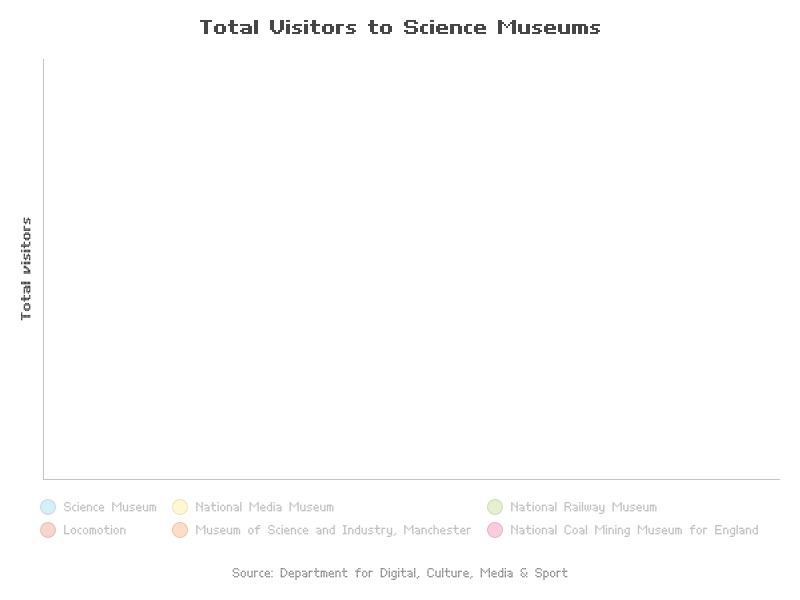 Total Visitors to Science Museums
Total visitors
Science Museum
National Media Museum
National Railway Museum
Locomotion
Museum of Science and Industry, Manchester
National Coal Mining Museum for England
Source: Department for Digital, Culture, Media & Sport